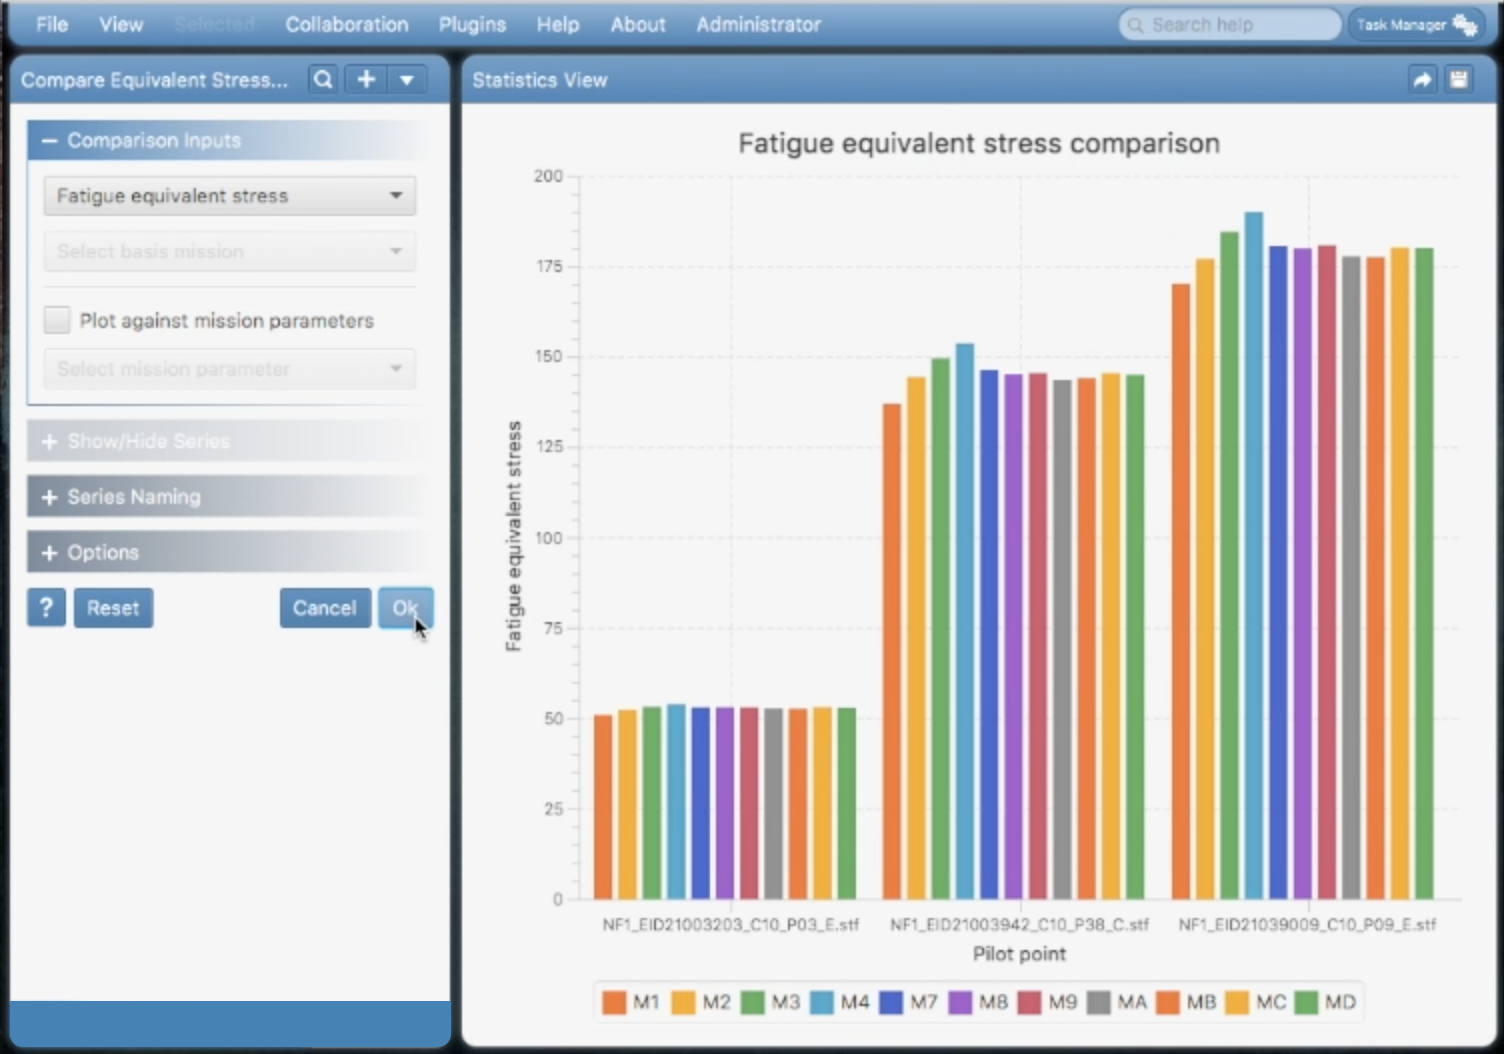 File View Selected Collaboration Plugins Help About Administrator Search help Task Manager
Compare Equivalent Stress...
Statistics View
Comparison Inputs
Fatigue equivalent stress
Select basis mission
Plot against mission parameters
Select mission parameter
Show/Hide Series
Series Naming
Options
? Reset Cancel Ok
Fatigue equivalent stress comparison
200
175
150
125
100
75
50
25
0
Fatigue equivalent stress
NF1_EID21003203_C10_P03_E.stf NF1_EID21003942_C10_P38_C.stf NF1_EID21039009_C10_P09_E.stf
Pilot point
M1 M2 M3 M4 M7 M8 M9 MA MB MC MD